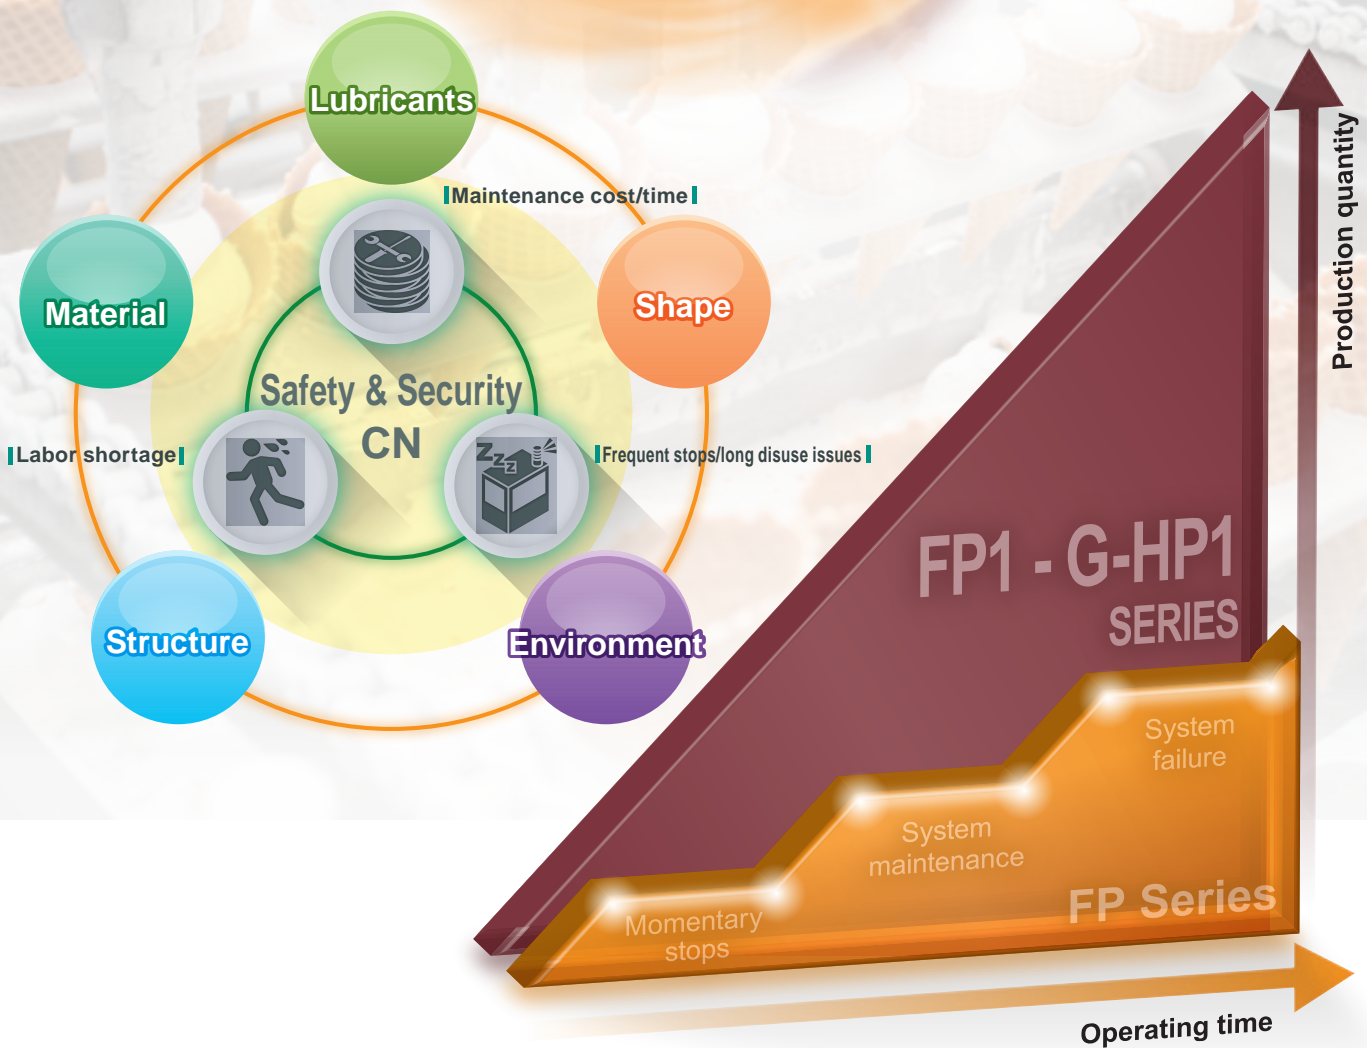 Lubricants
Maintenance cost/time
Material
Shape
Safety & Security
CN
Labor shortage
Zzz
Frequent stops/long disuse issues
Structure
Environment
Production quantity
FP1 - G-HP1
SERIES
System
failure
System
maintenance
FP Series
Momentary
stops
Operating time